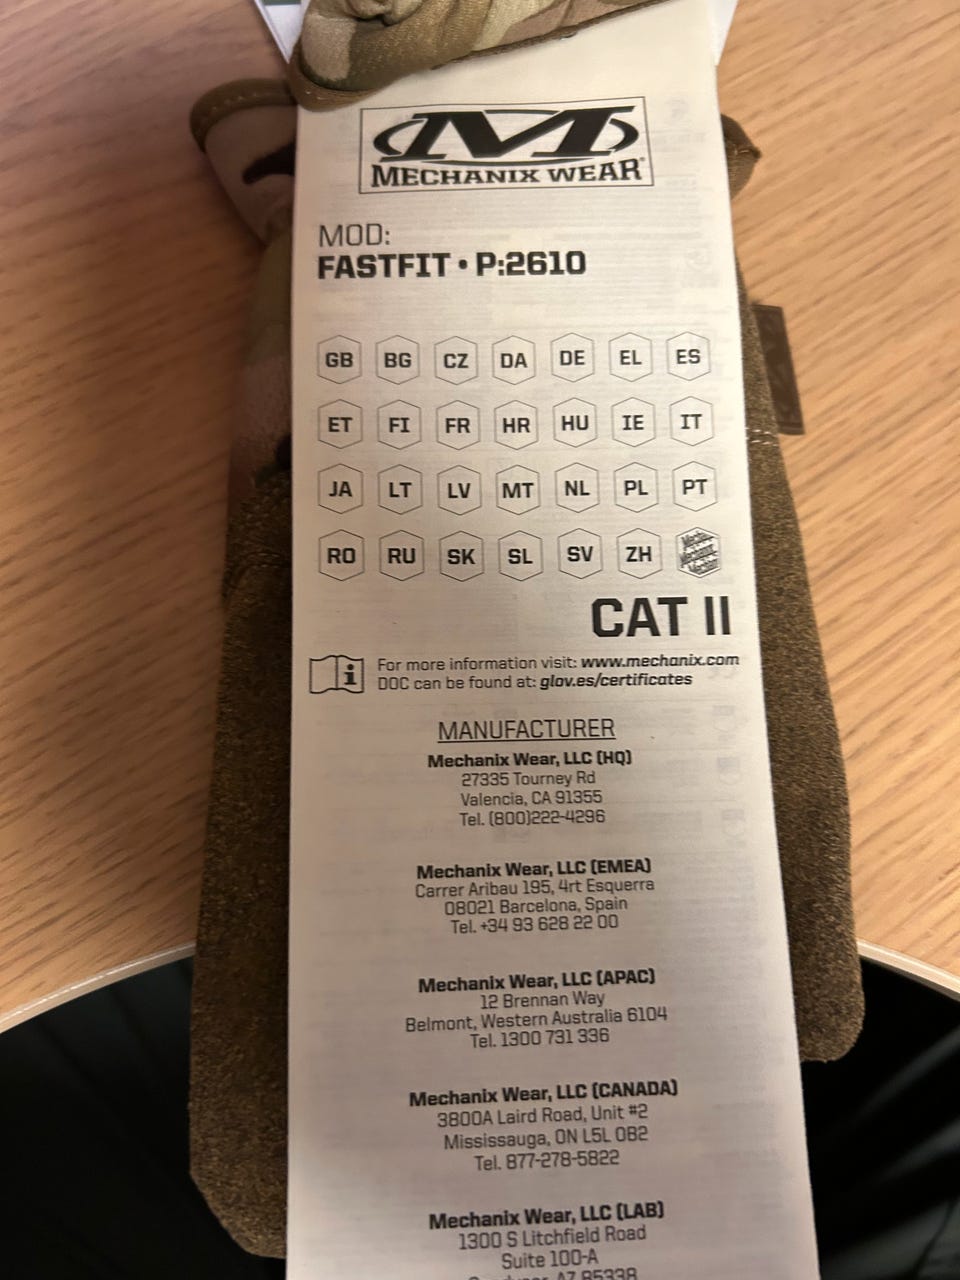 M
MECHANIX WEAR®
MOD:
FASTFIT • P:2610
GB BG CZ DA DE EL ES
ET FI FR HR HU IE IT
JA LT LV MT NL PL PT
RO RU SK SL SV ZH
CAT II
For more information visit: www.mechanix.com
DOC can be found at: glov.es/certificates
MANUFACTURER
Mechanix Wear, LLC (HQ)
27335 Tourney Rd
Valencia, CA 91355
Tel. (800)222-4296
Mechanix Wear, LLC (EMEA)
Carrer Aribau 195, 4rt Esquerra
08021 Barcelona, Spain
Tel. +34 93 628 22 00
Mechanix Wear, LLC (APAC)
12 Brennan Way
Belmont, Western Australia 6104
Tel. 1300 731 336
Mechanix Wear, LLC (CANADA)
3800A Laird Road, Unit #2
Mississauga, ON L5L 0B2
Tel. 877-278-5822
Mechanix Wear, LLC (LAB)
1300 S Litchfield Road
Suite 100-A
AZ 85338